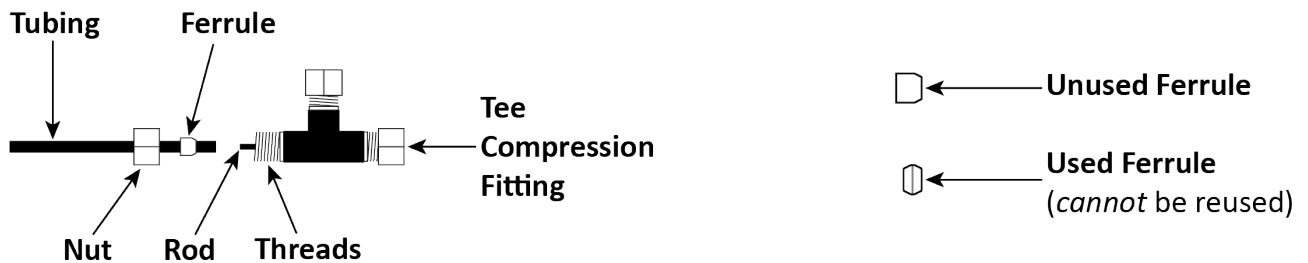 Tubing
Ferrule
Tee
Compression
Fitting
Nut
Rod
Threads
Unused Ferrule
Used Ferrule
(cannot be reused)